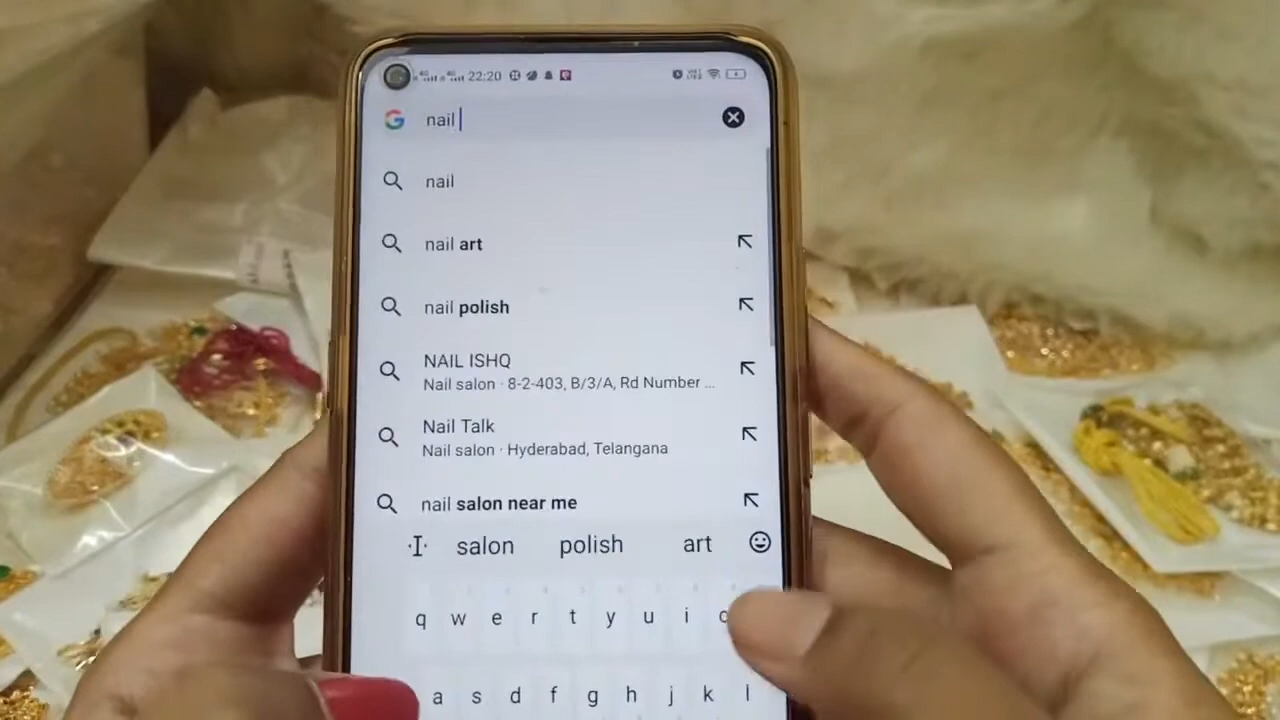 22:20
nail
nail
nail art
nail polish
NAIL ISHQ
Nail salon · 8-2-403, B/3/A, Rd Number ...
Nail Talk
Nail salon · Hyderabad, Telangana
nail salon near me
salon polish art
q w e r t y u i o
a s d f g h j k l